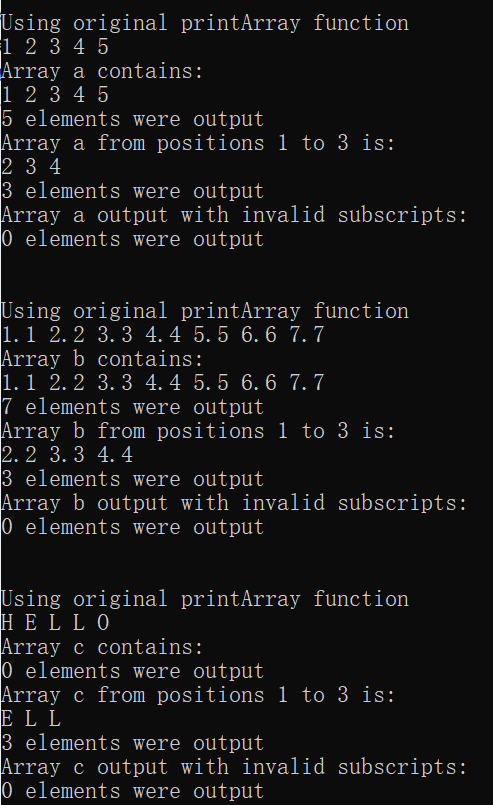 Using original printArray function
1 2 3 4 5
Array a contains:
1 2 3 4 5
5 elements were output
Array a from positions 1 to 3 is:
2 3 4
3 elements were output
Array a output with invalid subscripts:
0 elements were output
Using original printArray function
1.1 2.2 3.3 4.4 5.5 6.6 7.7
Array b contains:
1.1 2.2 3.3 4.4 5.5 6.6 7.7
7 elements were output
Array b from positions 1 to 3 is:
2.2 3.3 4.4
3 elements were output
Array b output with invalid subscripts:
0 elements were output
Using original printArray function
H E L L O
Array c contains:
0 elements were output
Array c from positions 1 to 3 is:
E L L
3 elements were output
Array c output with invalid subscripts:
0 elements were output